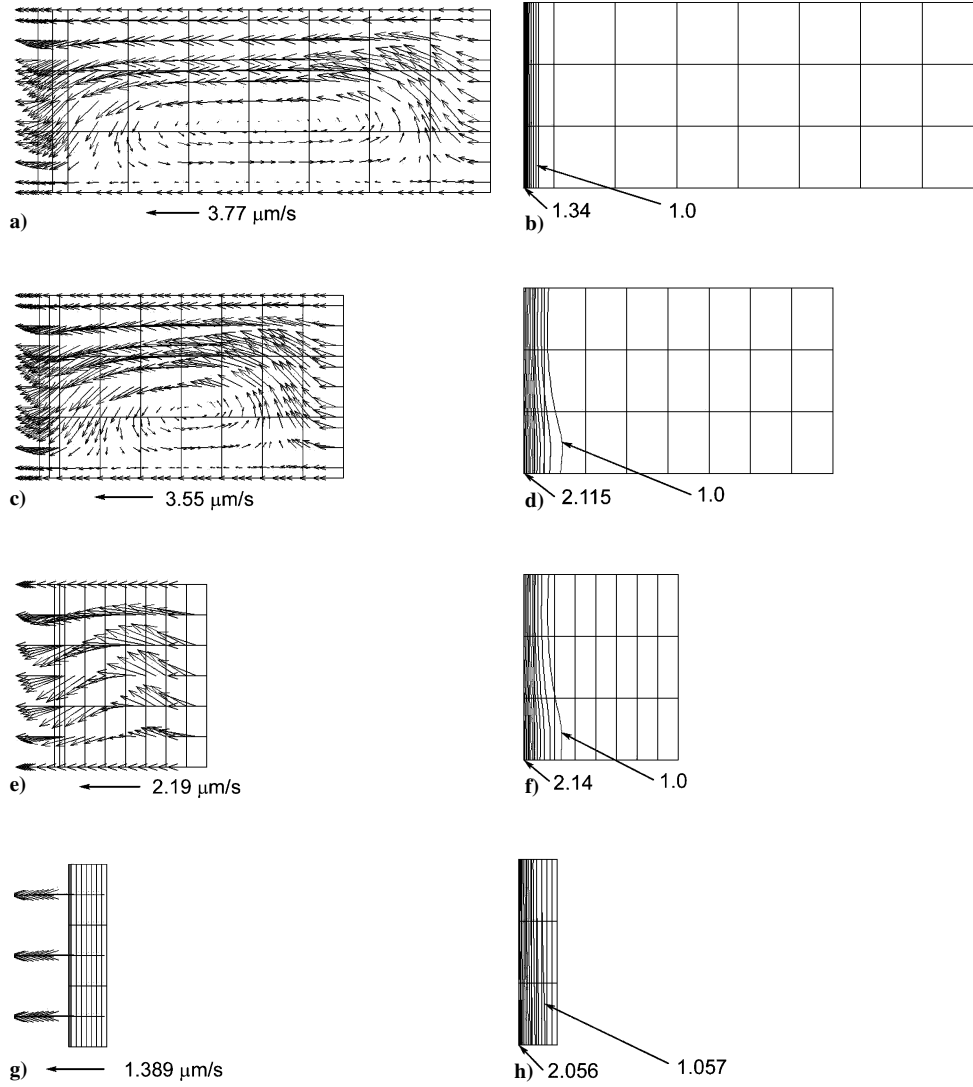 a)
3.77 μm/s
b)
1.34
1.0
c)
3.55 μm/s
d)
2.115
1.0
e)
2.19 μm/s
f)
2.14
1.0
g)
1.389 μm/s
h)
2.056
1.057